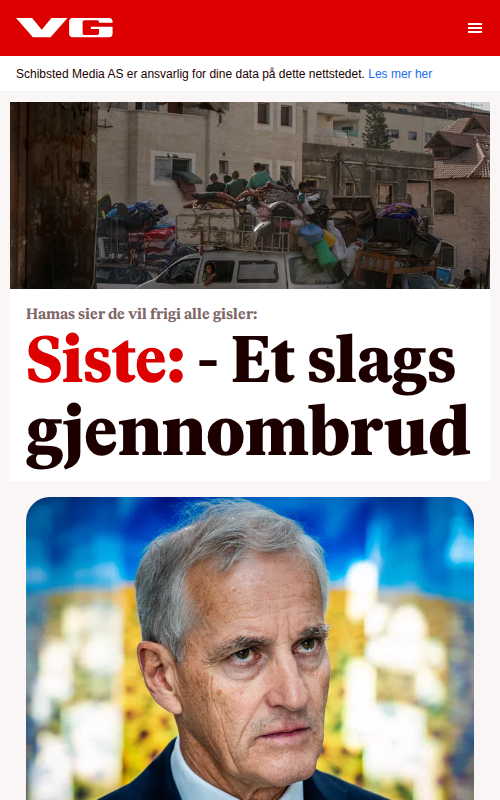 VG
Schibsted Media AS er ansvarlig for dine data på dette nettstedet. Les mer her
Hamas sier de vil frigi alle gisler:
Siste: - Et slags
gjennombrud